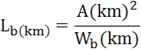 L_b(km) = A(km)² / W_b(km)